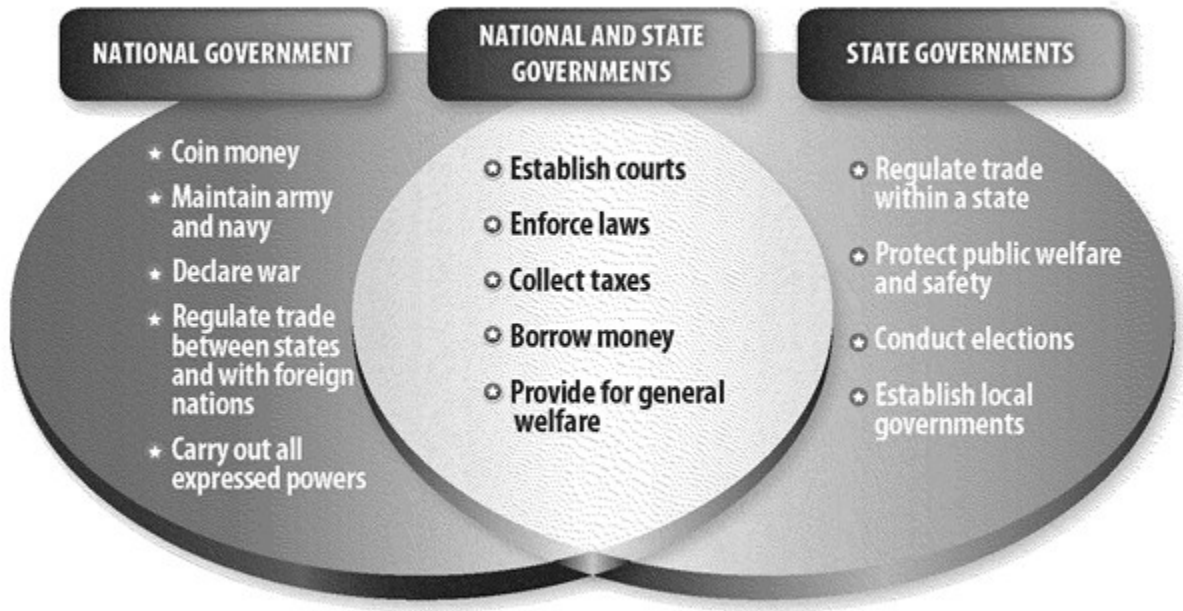 NATIONAL GOVERNMENT
Coin money
Maintain army
and navy
Declare war
Regulate trade
between states
and with foreign
nations
Carry out all
expressed powers
NATIONAL AND STATE
GOVERNMENTS
Establish courts
Enforce laws
Collect taxes
Borrow money
Provide for general
welfare
STATE GOVERNMENTS
Regulate trade
within a state
Protect public welfare
and safety
Conduct elections
Establish local
governments